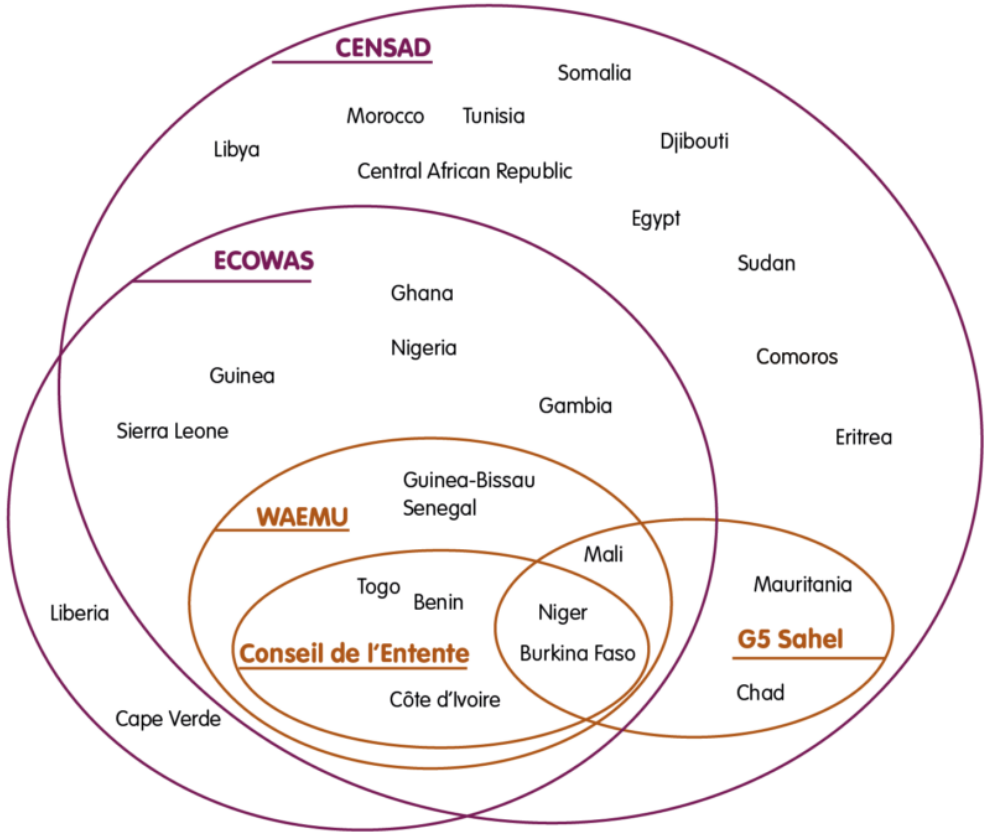 CENSAD
Somalia
Morocco
Tunisia
Djibouti
Libya
Central African Republic
Egypt
ECOWAS
Sudan
Ghana
Nigeria
Comoros
Guinea
Gambia
Sierra Leone
Eritrea
Guinea-Bissau
Senegal
WAEMU
Mali
Togo
Benin
Mauritania
Liberia
Niger
Conseil de l’Entente
Burkina Faso
G5 Sahel
Côte d’Ivoire
Chad
Cape Verde